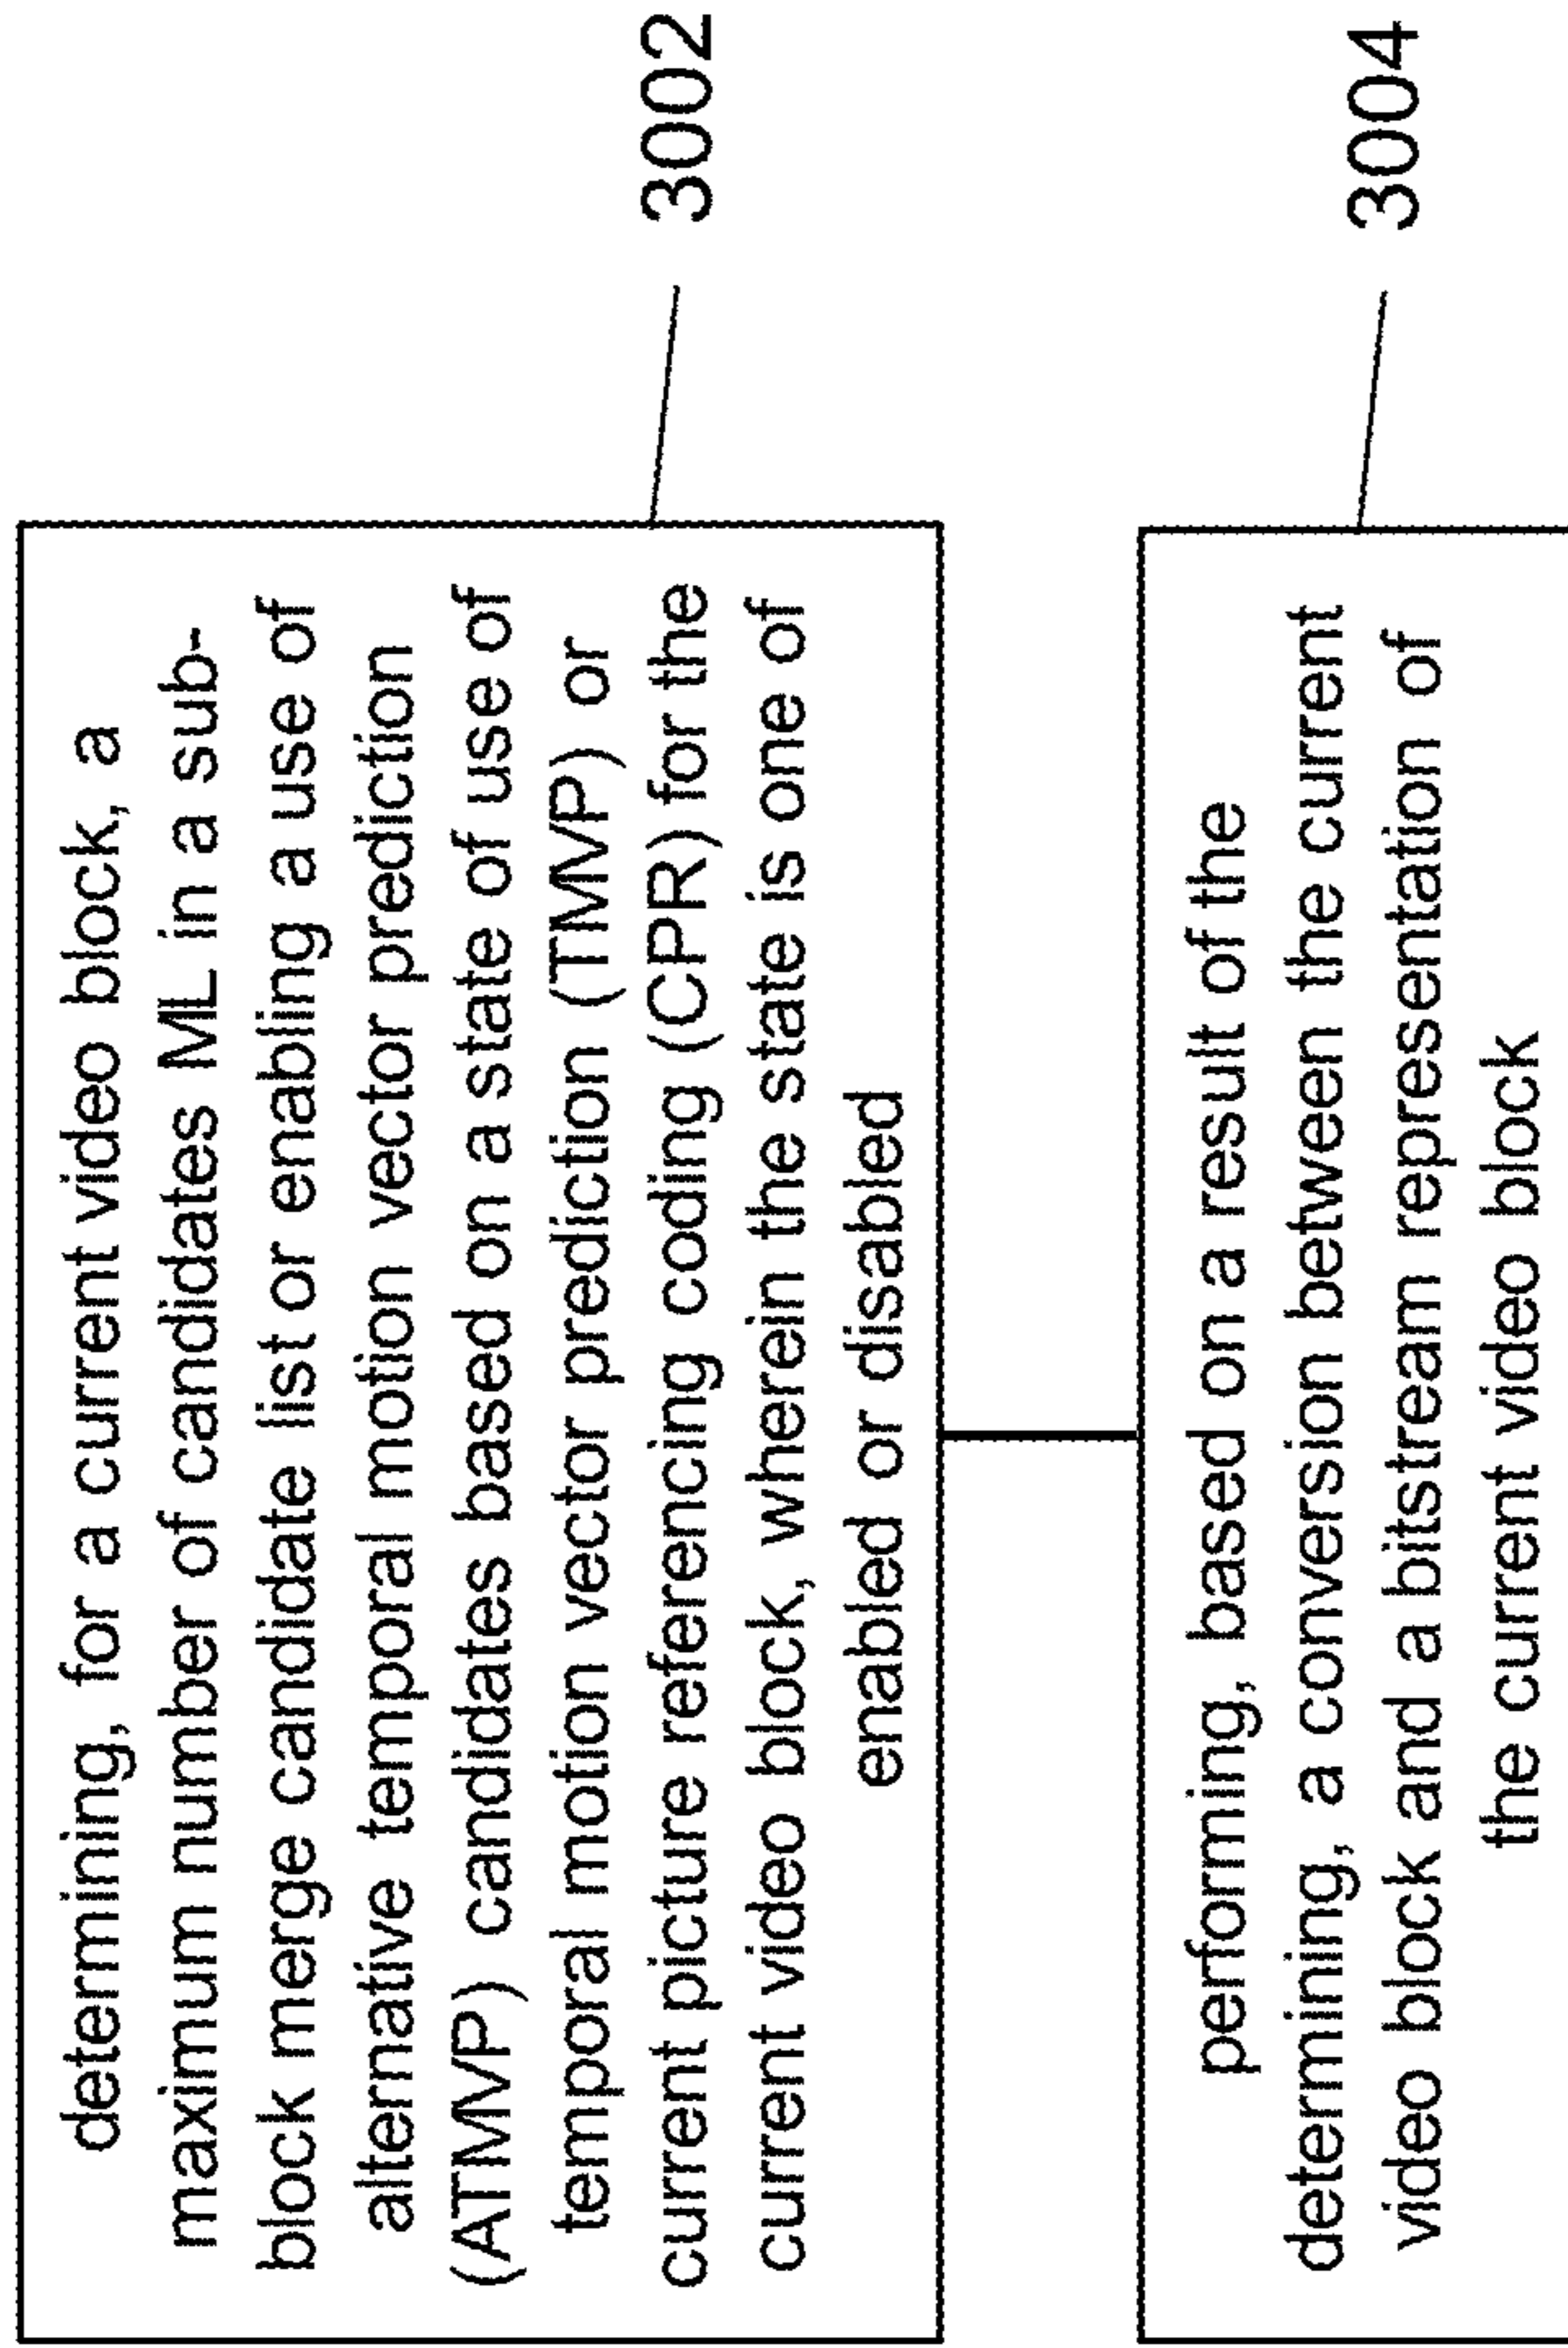 determining, for a current video block, a
maximum number of candidates ML in a sub-
block merge candidate list or enabling a use of
alternative temporal motion vector prediction
(ATMVP) candidates based on a state of use of
temporal motion vector prediction (TMVP) or
current picture referencing coding (CPR) for the
current video block, wherein the state is one of
enabled or disabled
3002
performing, based on a result of the
determining, a conversion between the current
video block and a bitstream representation of
the current video block
3004